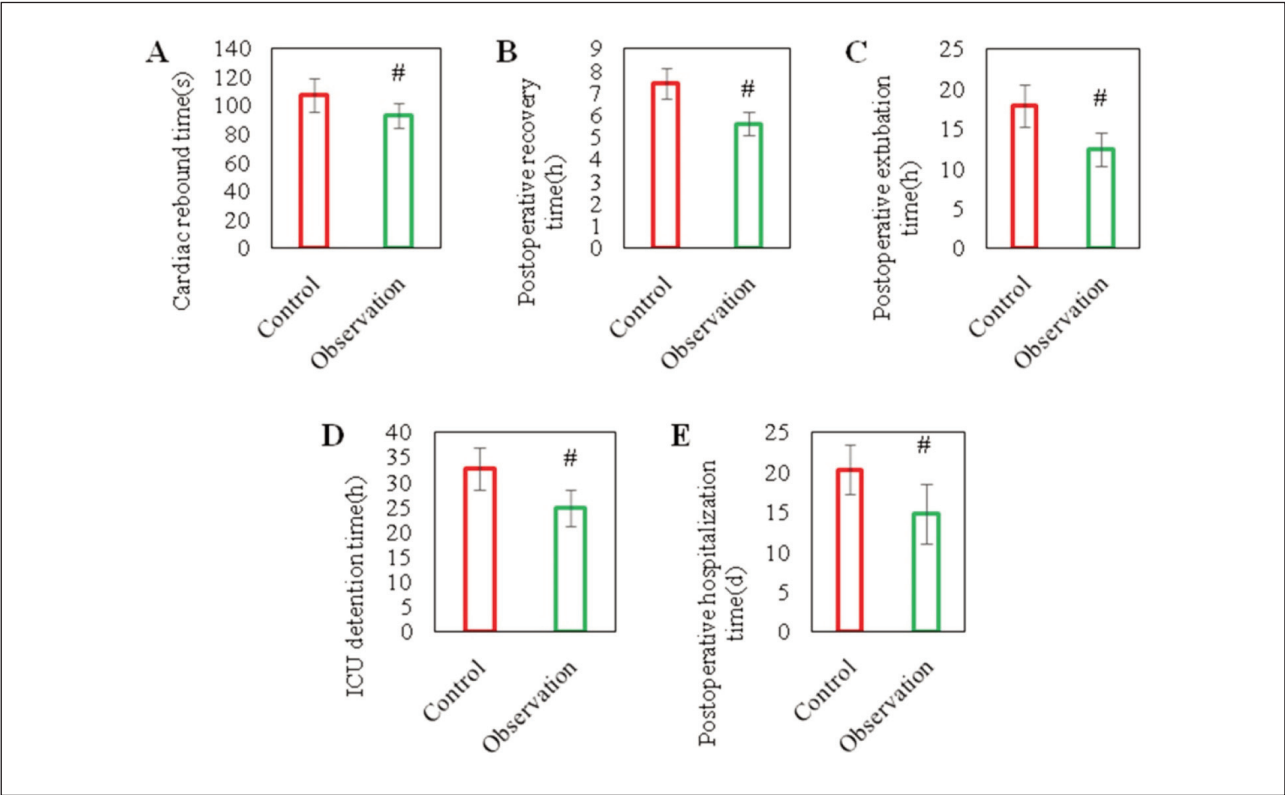 A
Cardiac rebound time(s)
140
120
100
80
60
40
20
0
#
Control
Observation
B
Postoperative recovery
time(h)
9
8
7
6
5
4
3
2
1
0
#
Control
Observation
C
Postoperative extubation
time(h)
25
20
15
10
5
0
#
Control
Observation
D
ICU detention time(h)
40
35
30
25
20
15
10
5
0
#
Control
Observation
E
Postoperative hospitalization
time(d)
25
20
15
10
5
0
#
Control
Observation